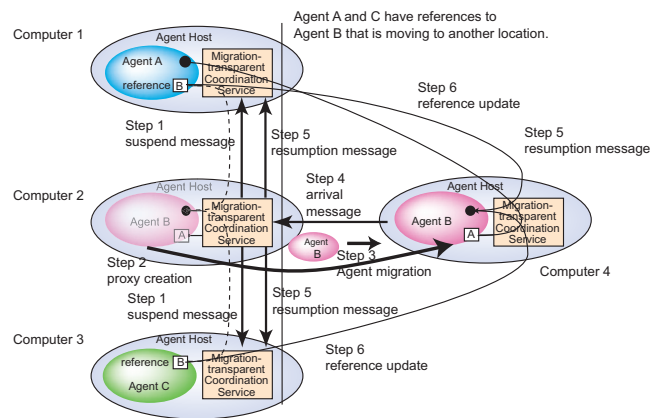 Agent A and C have references to
Agent B that is moving to another location.
Computer 1
Agent Host
Agent A
reference
B
Migration-
transparent
Coordination
Service
Step 6
reference update
Step 1
suspend message
Step 5
resumption message
Step 5
resumption message
Step 4
arrival
message
Computer 2
Agent Host
Agent B
A
Migration-
transparent
Coordination
Service
Agent Host
Agent B
A
Migration-
transparent
Coordination
Service
Agent
B
Step 2
proxy creation
Step 3
Agent migration
Computer 4
Step 1
suspend message
Step 5
resumption message
Computer 3
Agent Host
reference
B
Agent C
Migration-
transparent
Coordination
Service
Step 6
reference update